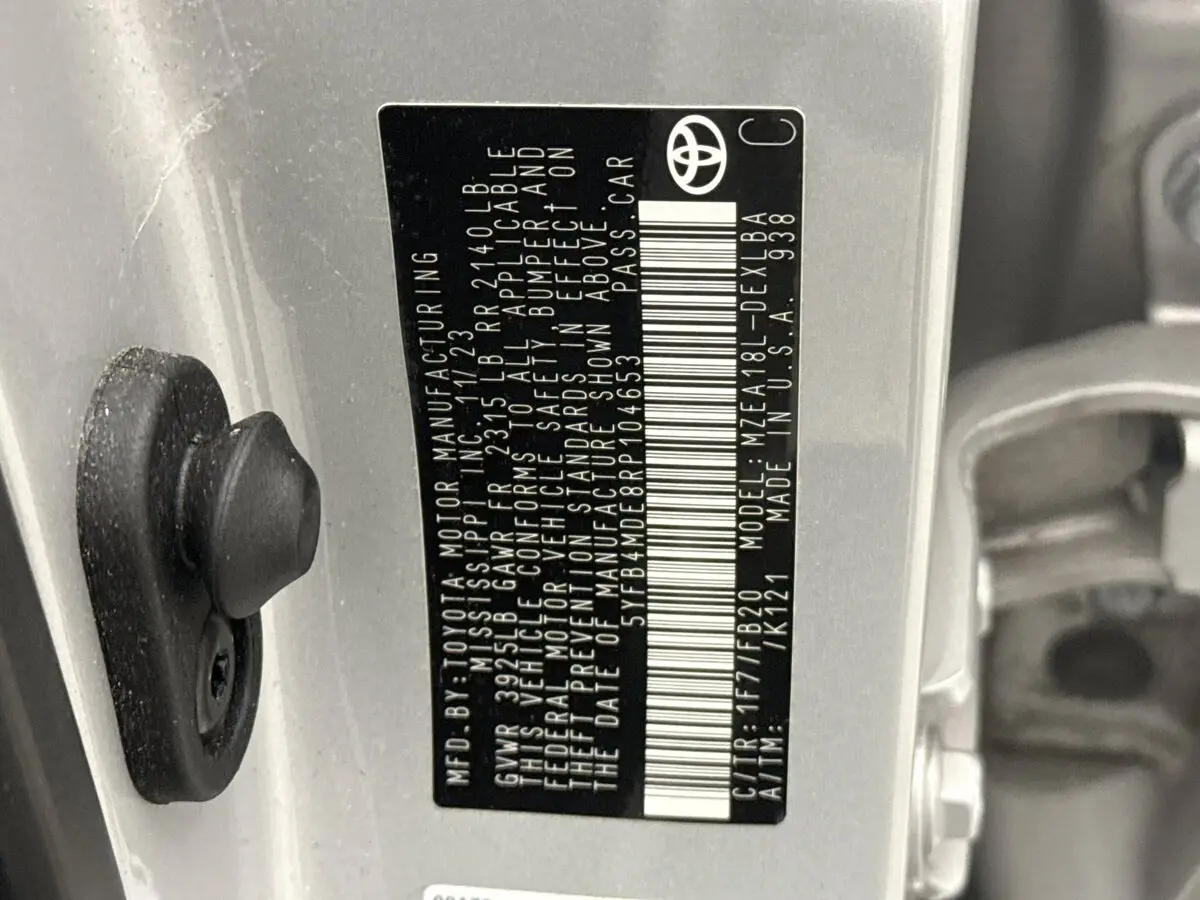 MFD.BY:TOYOTA MOTOR MANUFACTURING
MISSISSIPPI INC. 11/23
GVWR 3925LB GAWR FR 2315 LB RR 2140LB
THIS VEHICLE CONFORMS TO ALL APPLICABLE
FEDERAL MOTOR VEHICLE SAFETY, BUMPER, AND
THEFT PREVENTION STANDARDS IN EFFECT ON
THE DATE OF MANUFACTURE SHOWN ABOVE.
5YFB4MDE8RP104653 PASS.CAR
C/TR:1F7/FB20 MODEL:MZEA18L-DEXLBA
A/TM: /K121 MADE IN U.S.A. 938
C